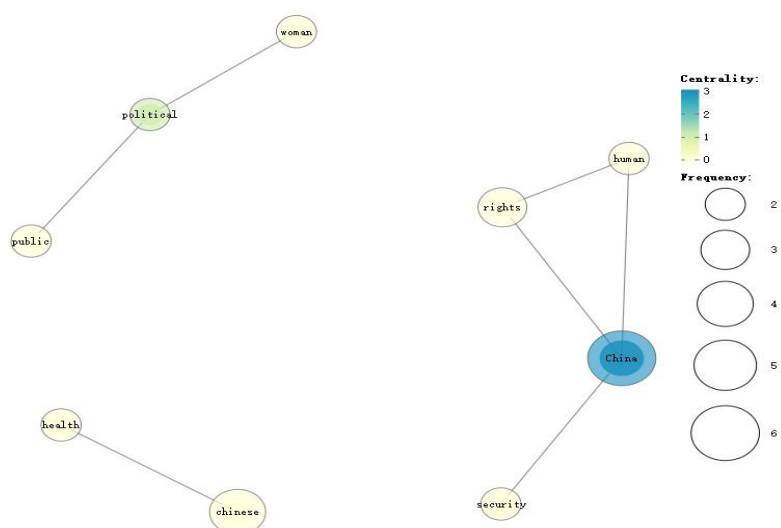 woman
political
public
human
rights
China
security
health
chinese
Centrality:
3
2
1
0
Frequency:
2
3
4
5
6